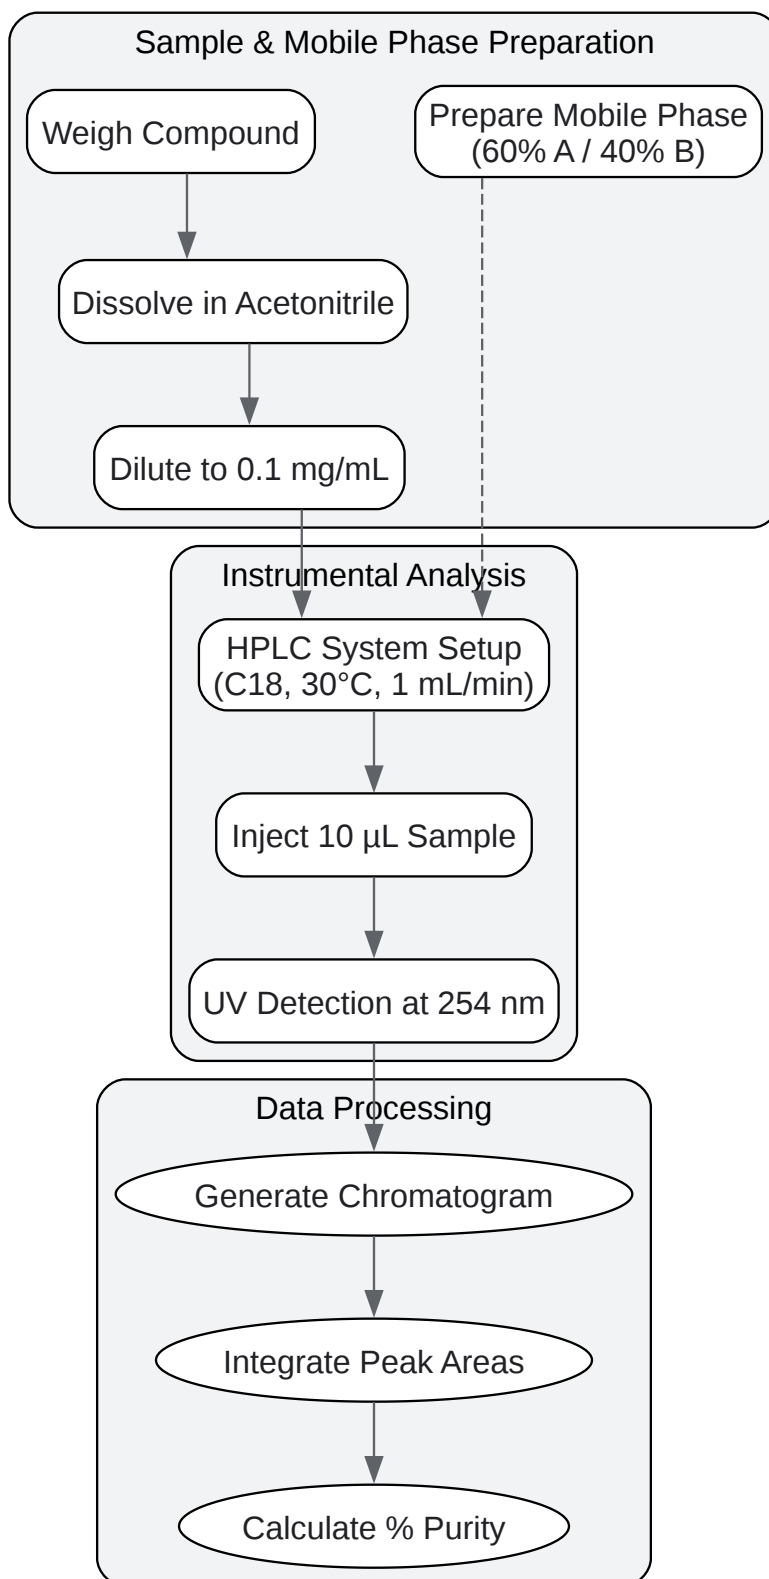 Sample & Mobile Phase Preparation
Weigh Compound
Prepare Mobile Phase
(60% A / 40% B)
Dissolve in Acetonitrile
Dilute to 0.1 mg/mL
Instrumental Analysis
HPLC System Setup
(C18, 30°C, 1 mL/min)
Inject 10 µL Sample
UV Detection at 254 nm
Data Processing
Generate Chromatogram
Integrate Peak Areas
Calculate % Purity